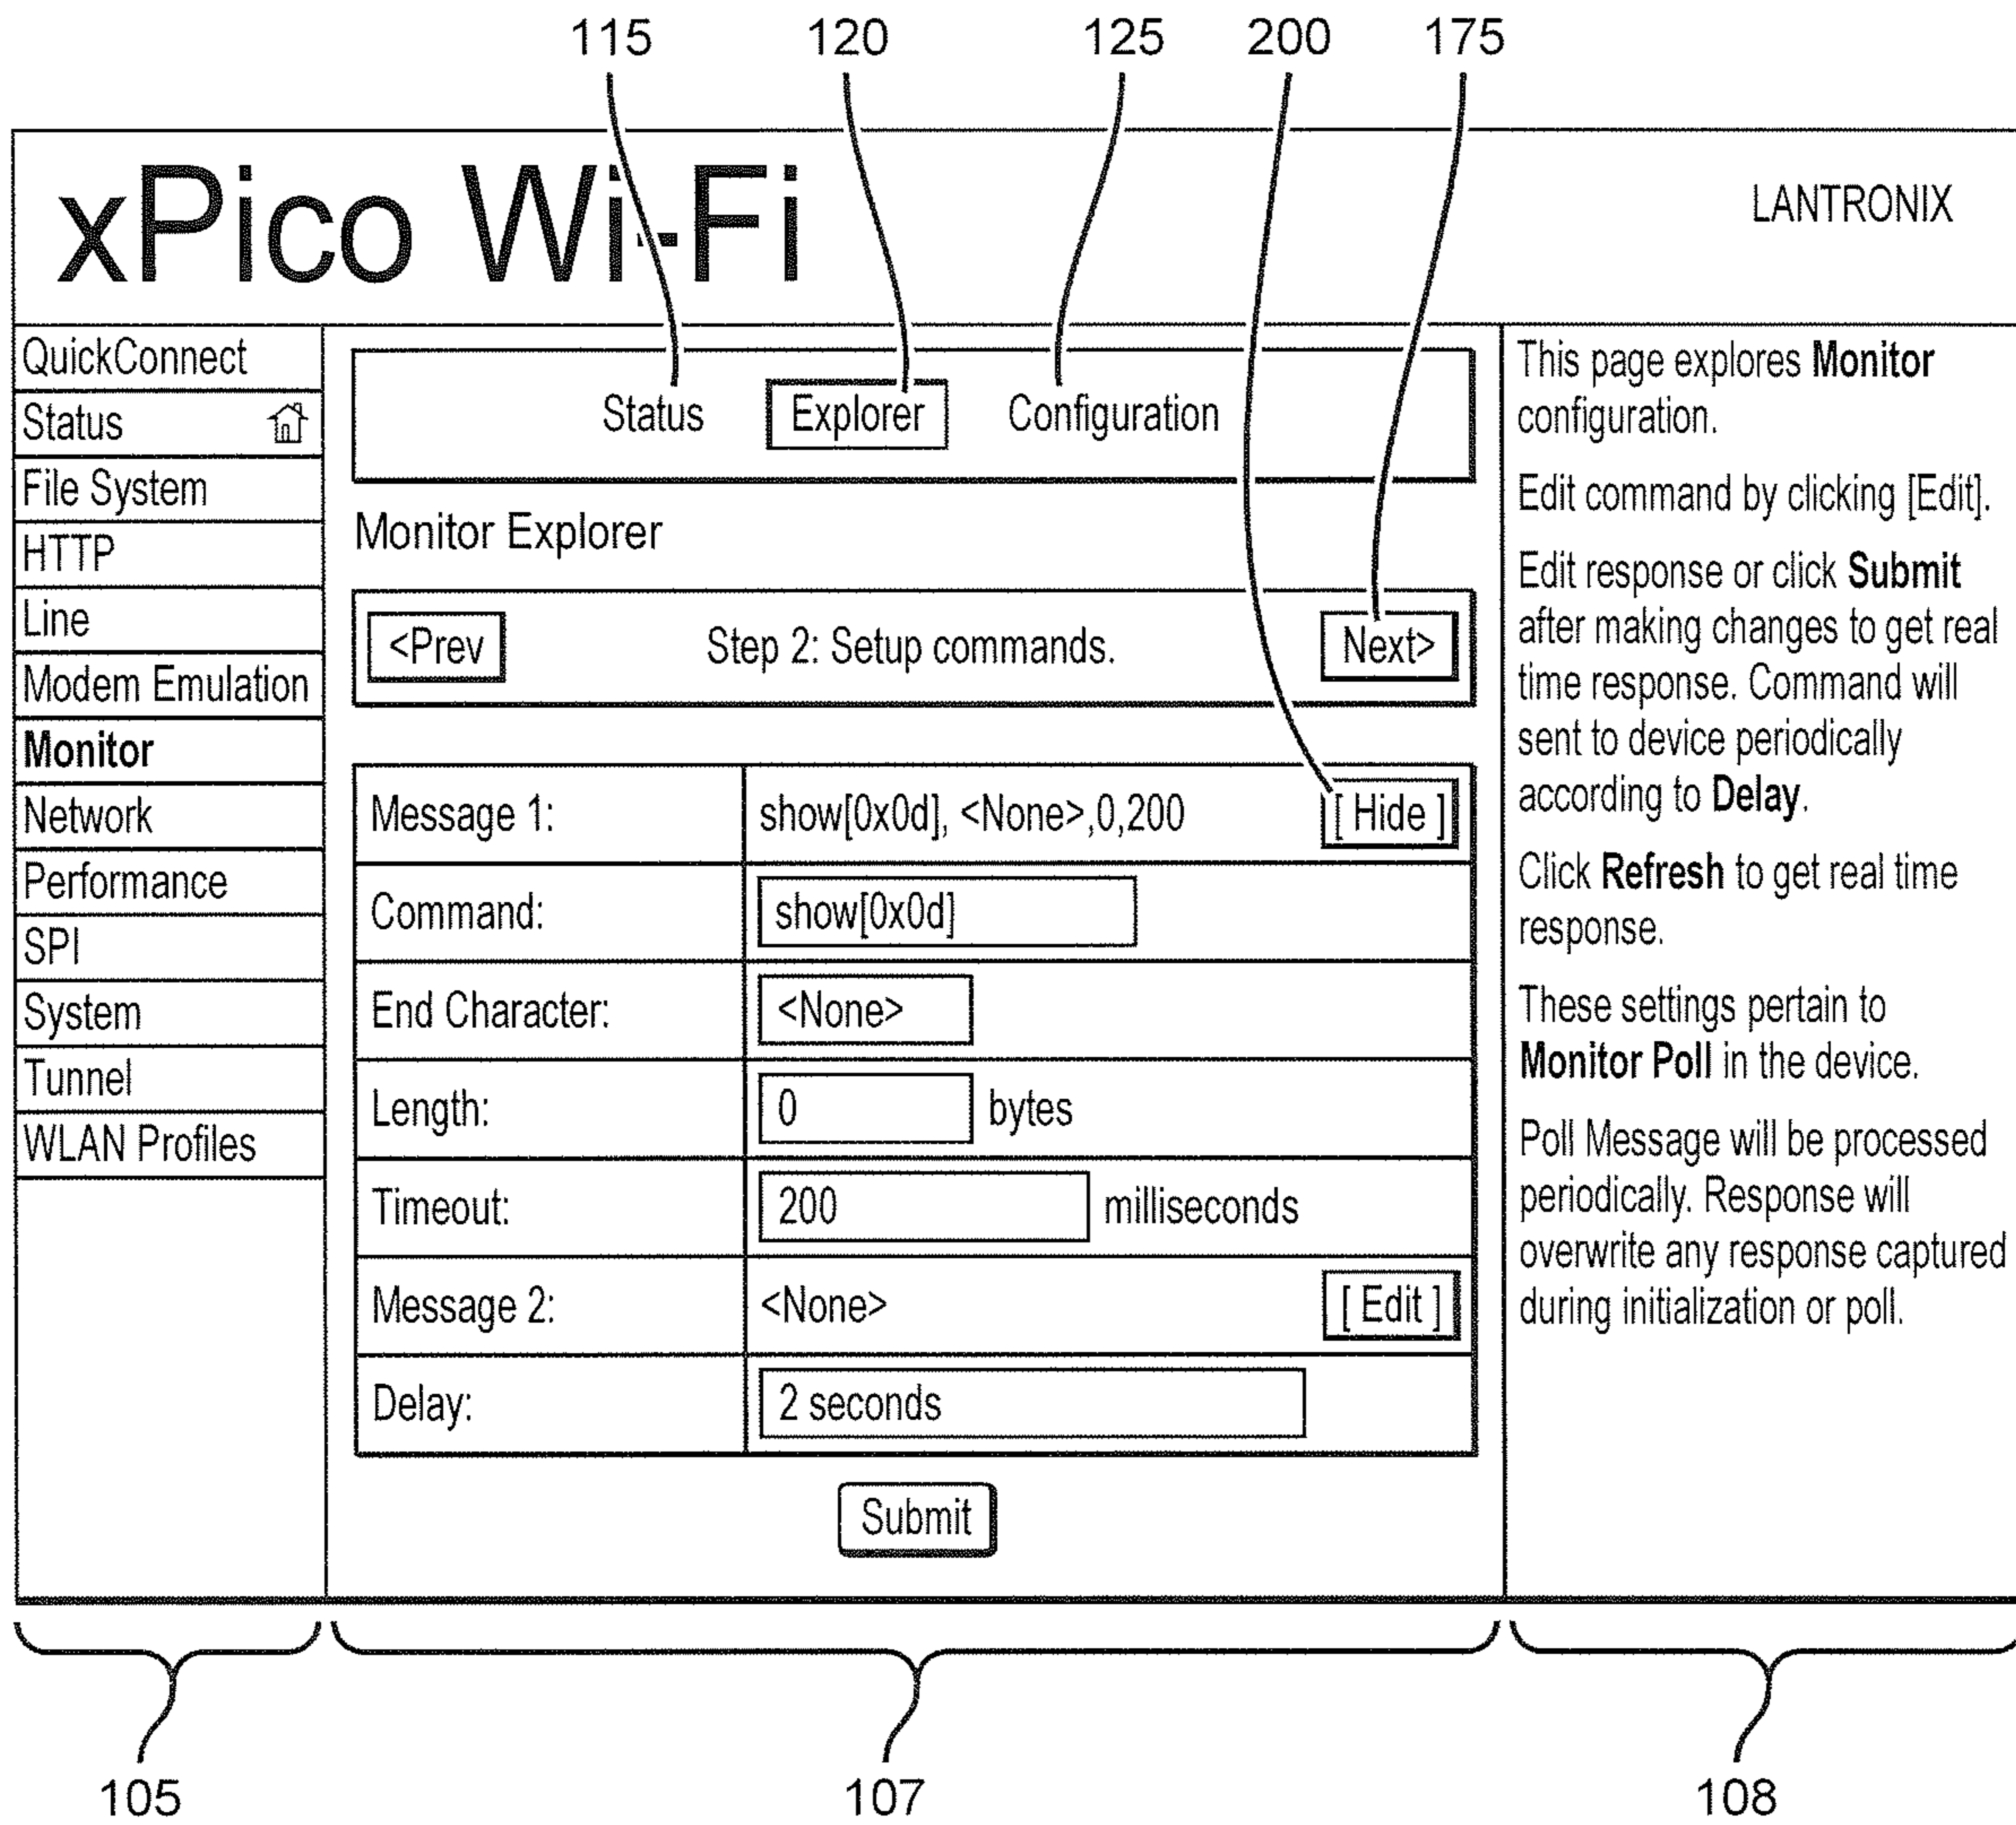 115 120 125 200 175
xPico Wi-Fi
LANTRONIX
QuickConnect
Status
File System
HTTP
Line
Modem Emulation
Monitor
Network
Performance
SPI
System
Tunnel
WLAN Profiles
Status Explorer Configuration
Monitor Explorer
<Prev Step 2: Setup commands. Next>
Message 1: show[0x0d], <None>,0,200 [ Hide ]
Command: show[0x0d]
End Character: <None>
Length: 0 bytes
Timeout: 200 milliseconds
Message 2: <None> [ Edit ]
Delay: 2 seconds
Submit
This page explores Monitor
configuration.
Edit command by clicking [Edit].
Edit response or click Submit
after making changes to get real
time response. Command will
sent to device periodically
according to Delay.
Click Refresh to get real time
response.
These settings pertain to
Monitor Poll in the device.
Poll Message will be processed
periodically. Response will
overwrite any response captured
during initialization or poll.
105 107 108